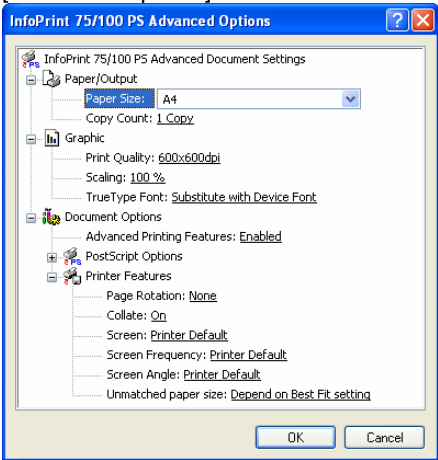 InfoPrint 75/100 PS Advanced Options
InfoPrint 75/100 PS Advanced Document Settings
Paper/Output
Paper Size: A4
Copy Count: 1 Copy
Graphic
Print Quality: 600x600dpi
Scaling: 100 %
TrueType Font: Substitute with Device Font
Document Options
Advanced Printing Features: Enabled
PostScript Options
Printer Features
Page Rotation: None
Collate: On
Screen: Printer Default
Screen Frequency: Printer Default
Screen Angle: Printer Default
Unmatched paper size: Depend on Best Fit setting
OK Cancel